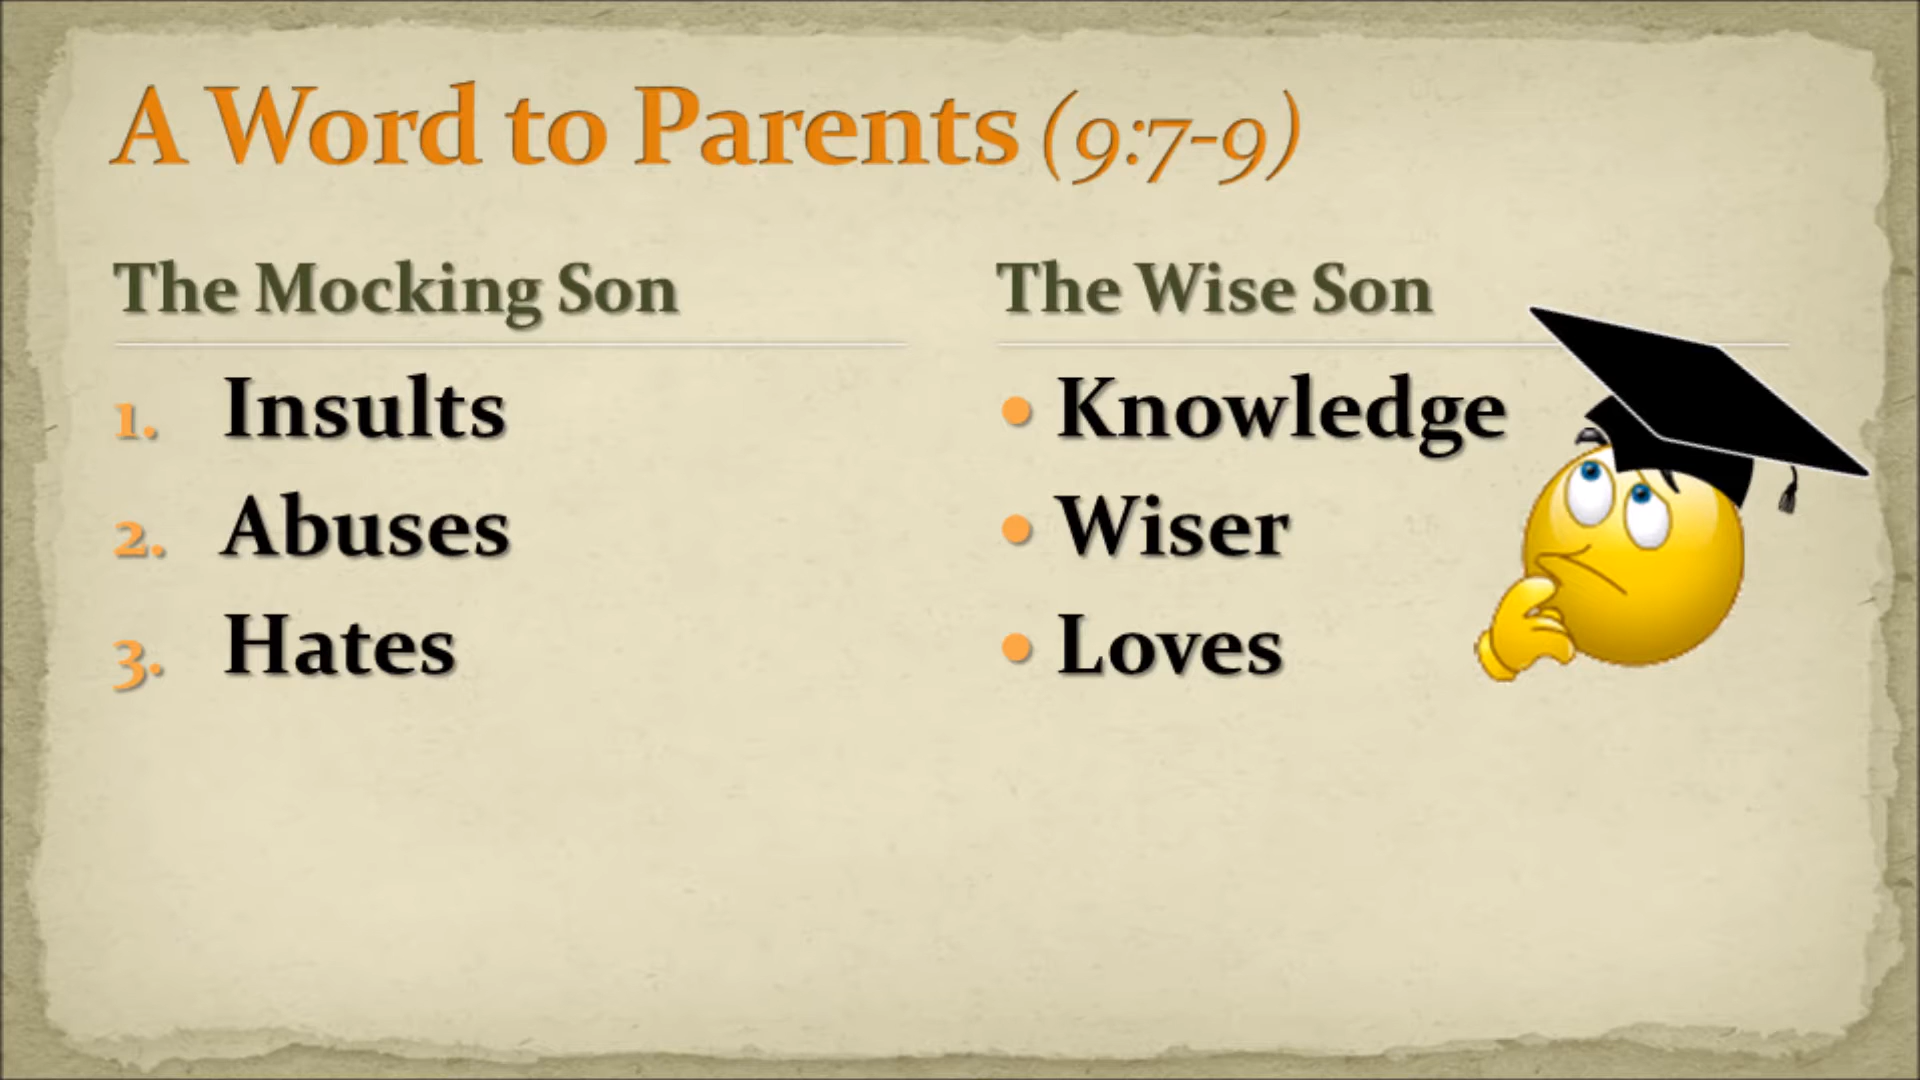 A Word to Parents (9:7-9)
The Mocking Son
1. Insults
2. Abuses
3. Hates
The Wise Son
• Knowledge
• Wiser
• Loves